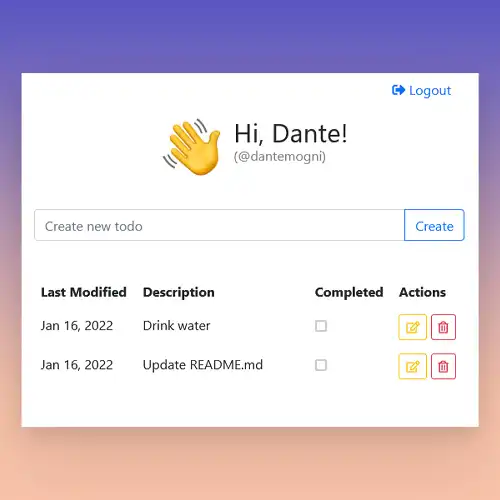 Logout
Hi, Dante!
(@dantemogni)
Create new todo Create
Last Modified Description Completed Actions
Jan 16, 2022 Drink water
Jan 16, 2022 Update README.md